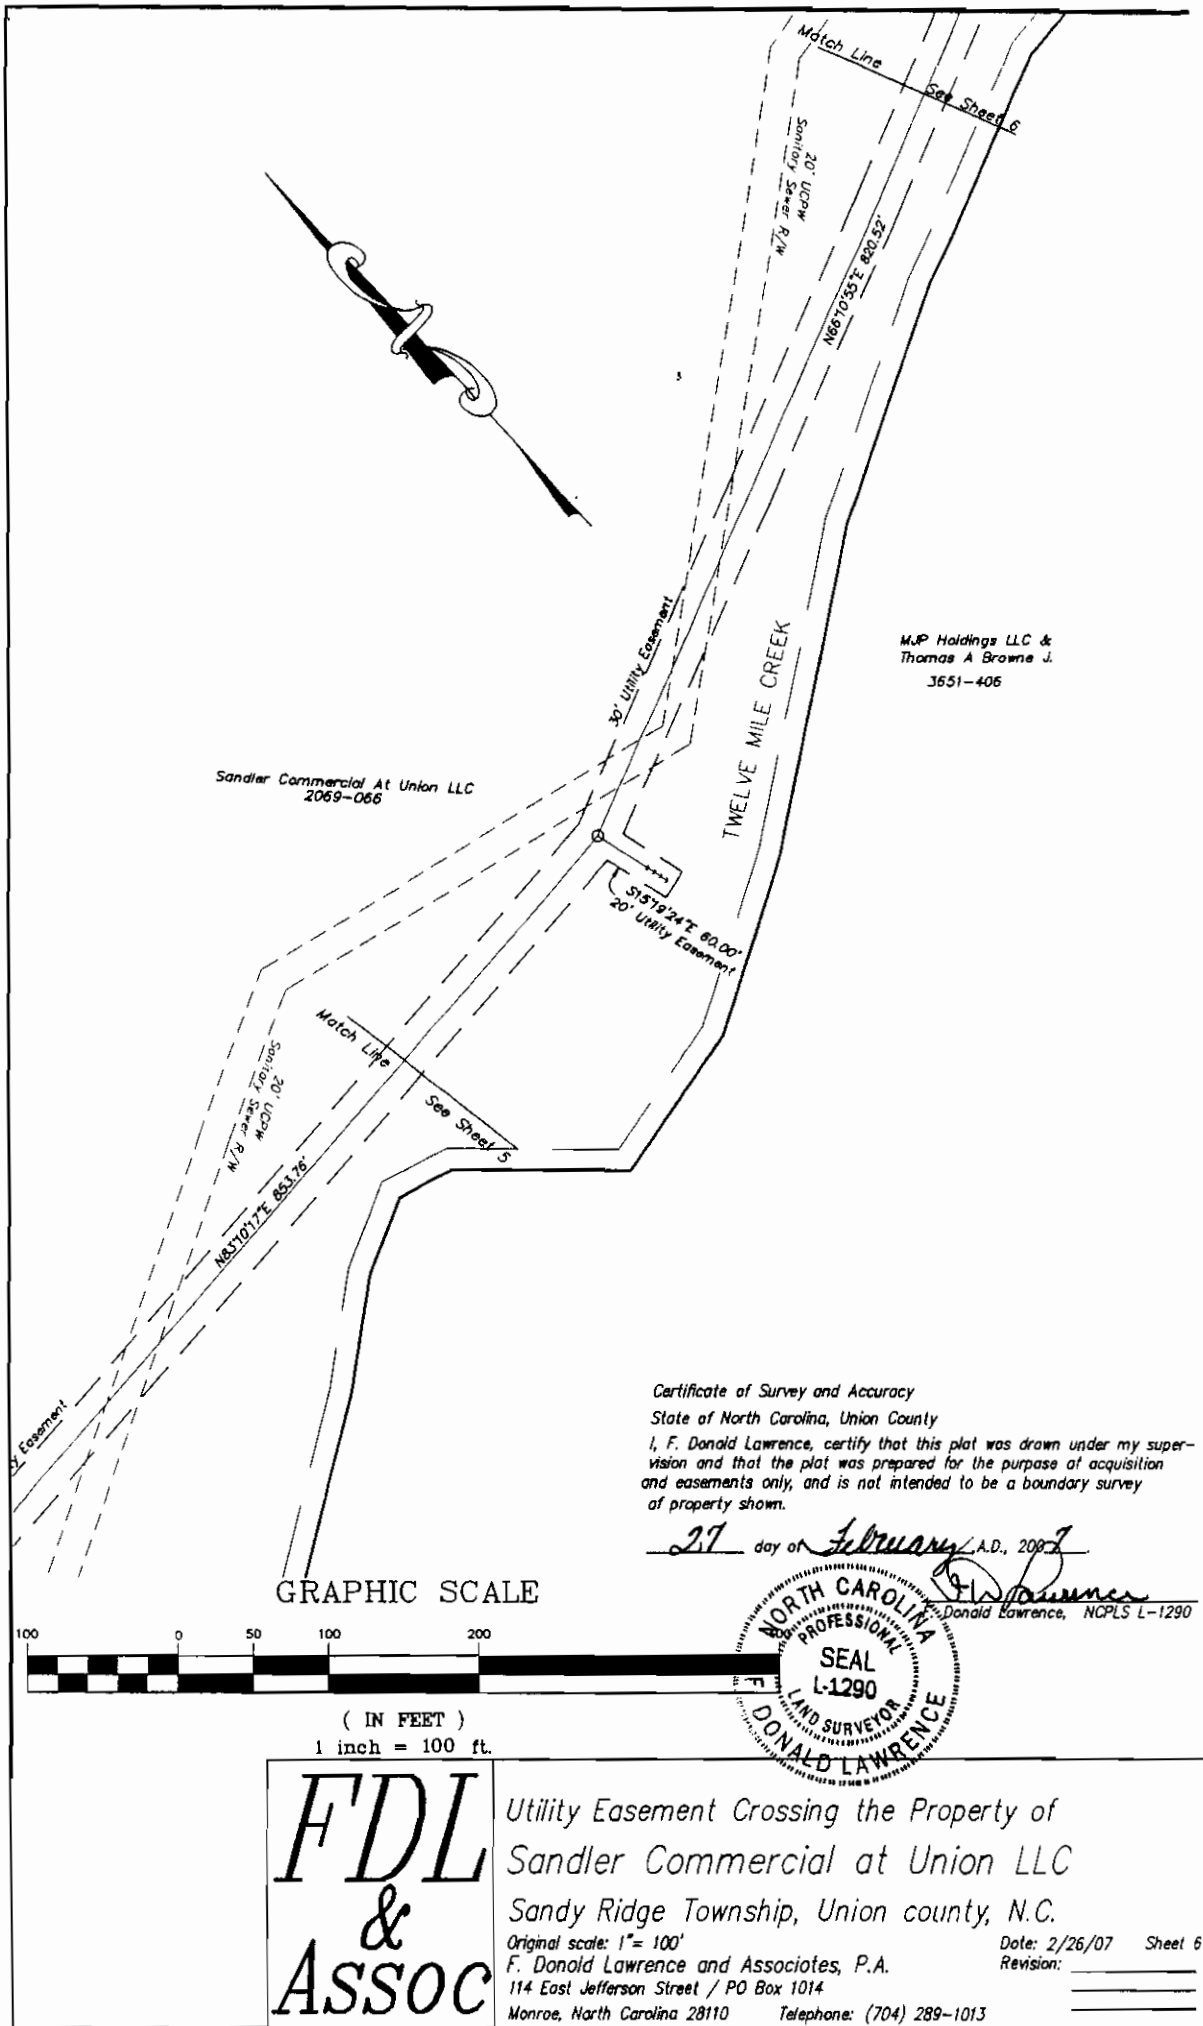 Match Line
See Sheet 6
20' UCPW
Sanitary Sewer R/W
N66°10'55"E 820.52'
30' Utility Easement
TWELVE MILE CREEK
MJP Holdings LLC &
Thomas A Browne J.
3651-406
Sandler Commercial At Union LLC
2069-066
S15°19'24"E 60.00'
20' Utility Easement
Match Line
See Sheet 5
20' UCPW
Sanitary Sewer R/W
N83°10'17"E 853.76'
y Easement
Certificate of Survey and Accuracy
State of North Carolina, Union County
I, F. Donald Lawrence, certify that this plat was drawn under my super-
vision and that the plat was prepared for the purpose of acquisition
and easements only, and is not intended to be a boundary survey
of property shown.
27 day of February A.D., 2007
Donald Lawrence, NCPLS L-1290
GRAPHIC SCALE
100 0 50 100 200
( IN FEET )
1 inch = 100 ft.
NORTH CAROLINA
PROFESSIONAL
SEAL
L-1290
LAND SURVEYOR
F DONALD LAWRENCE
FDL
&
ASSOC
Utility Easement Crossing the Property of
Sandler Commercial at Union LLC
Sandy Ridge Township, Union county, N.C.
Original scale: 1"= 100'
Date: 2/26/07 Sheet 6
F. Donald Lawrence and Associates, P.A.
Revision:
114 East Jefferson Street / PO Box 1014
Monroe, North Carolina 28110 Telephone: (704) 289-1013